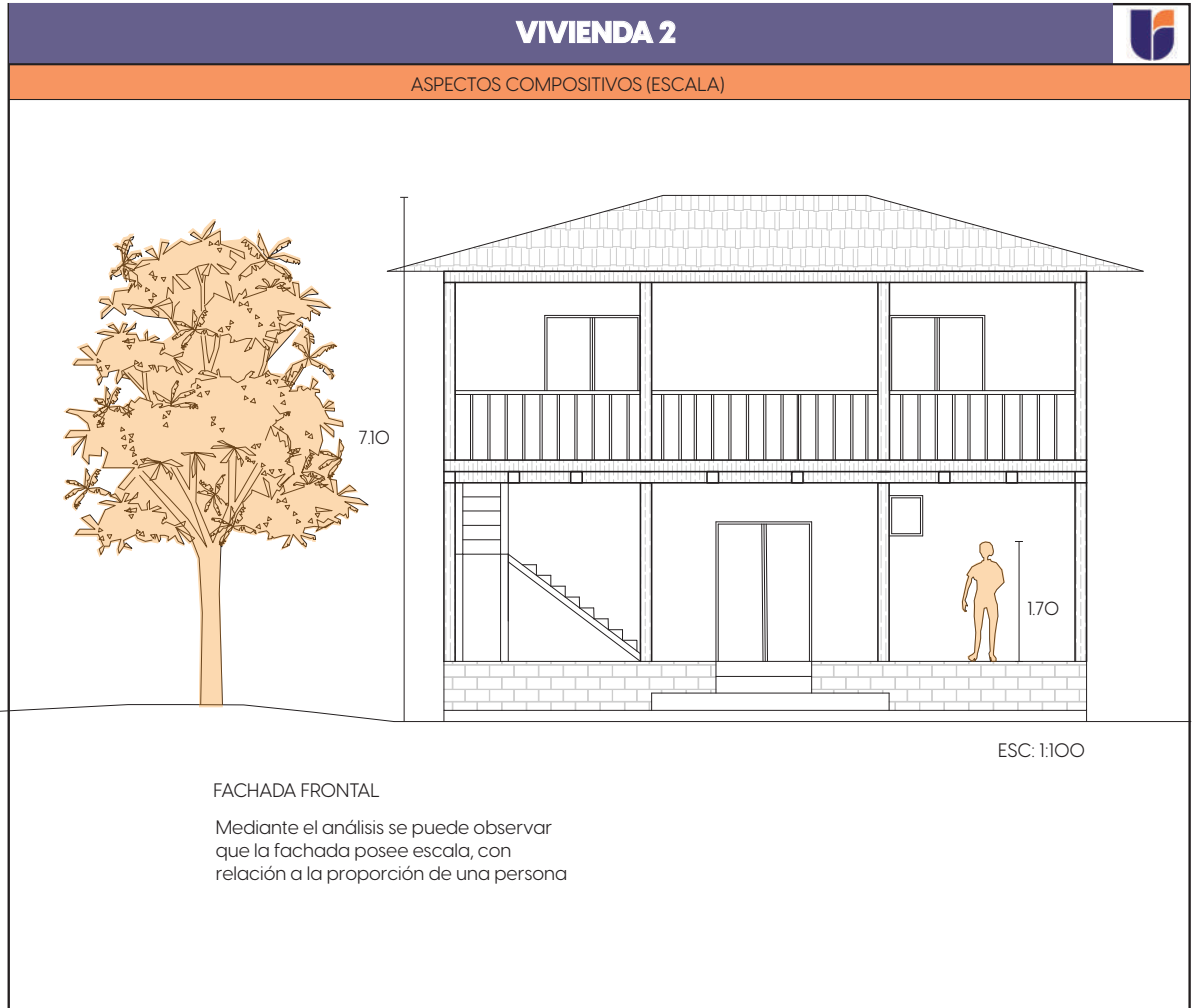 VIVIENDA 2
ASPECTOS COMPOSITIVOS (ESCALA)
7.10
1.70
ESC: 1:100
FACHADA FRONTAL
Mediante el análisis se puede observar
que la fachada posee escala, con
relación a la proporción de una persona